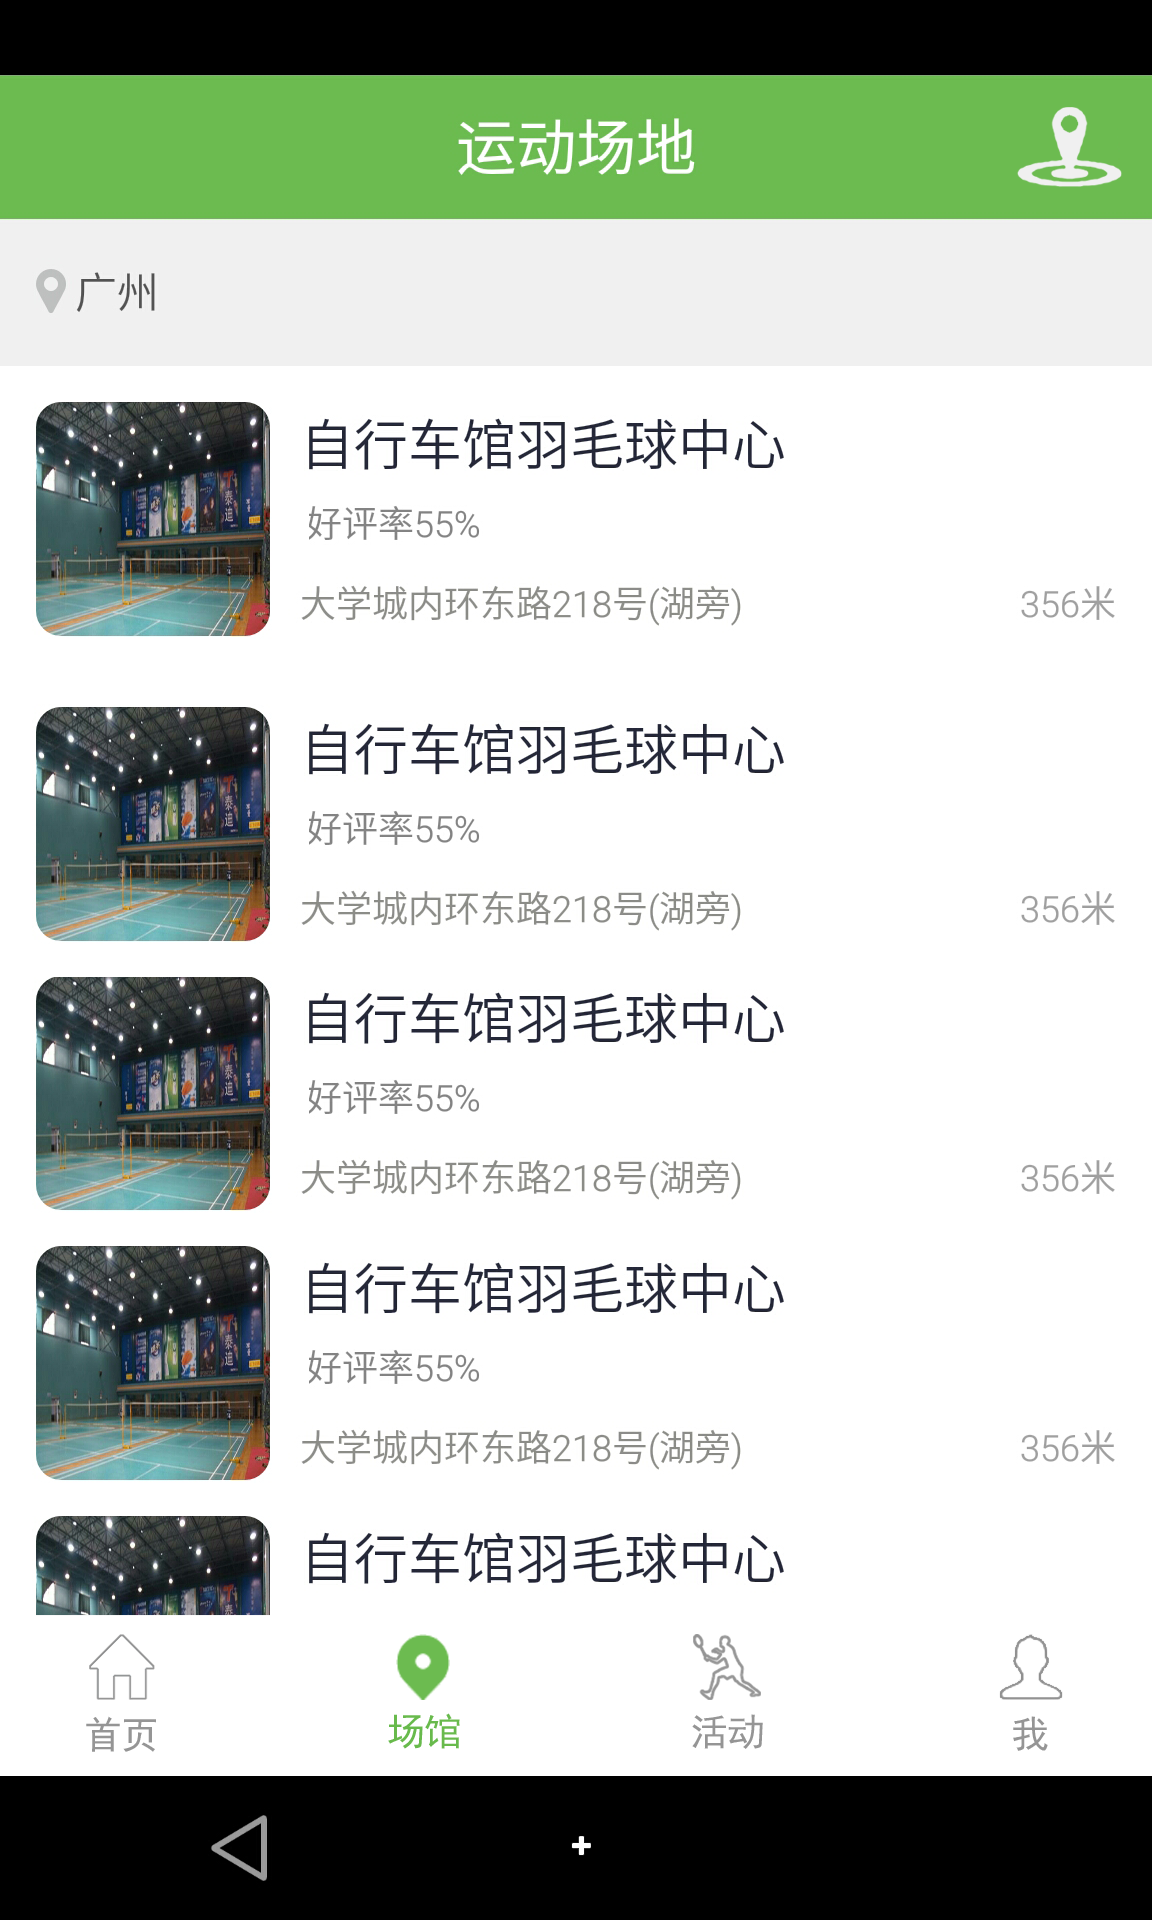 运动场地
广州
自行车馆羽毛球中心
好评率55%
大学城内环东路218号(湖旁)
356米
自行车馆羽毛球中心
好评率55%
大学城内环东路218号(湖旁)
356米
自行车馆羽毛球中心
好评率55%
大学城内环东路218号(湖旁)
356米
自行车馆羽毛球中心
好评率55%
大学城内环东路218号(湖旁)
356米
自行车馆羽毛球中心
首页
场馆
活动
我